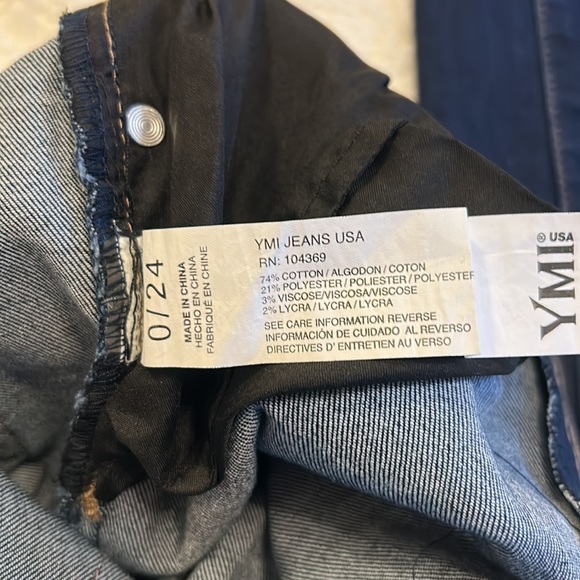 0/24
MADE IN CHINA
HECHO EN CHINA
FABRIQUE EN CHINE
YMI JEANS USA
RN: 104369
74% COTTON / ALGODON / COTON
21% POLYESTER / POLIESTER / POLYESTER
3% VISCOSE/VISCOSA/VISCOSE
2% LYCRA / LYCRA / LYCRA
SEE CARE INFORMATION REVERSE
INFORMACIÓN DE CUIDADO AL REVERSO
DIRECTIVES D' ENTRETIEN AU VERSO
YMI
® USA